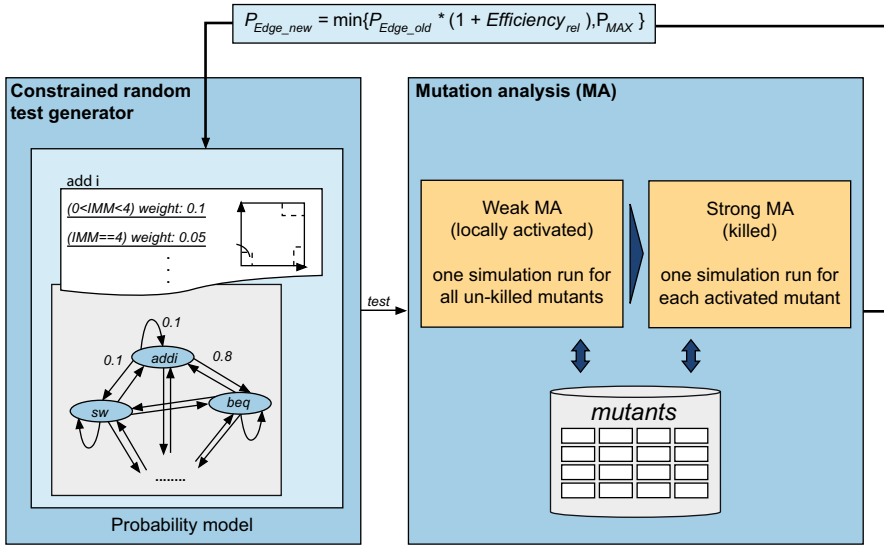 P_Edge_new = min{P_Edge_old * (1 + Efficiency_rel ),P_MAX }
Constrained random
test generator
add i
(0<IMM<4) weight: 0.1
(IMM==4) weight: 0.05
.
.
.
0.1
0.1
0.8
addi
sw
beq
........
Probability model
test
Mutation analysis (MA)
Weak MA
(locally activated)
one simulation run for
all un-killed mutants
Strong MA
(killed)
one simulation run for
each activated mutant
mutants